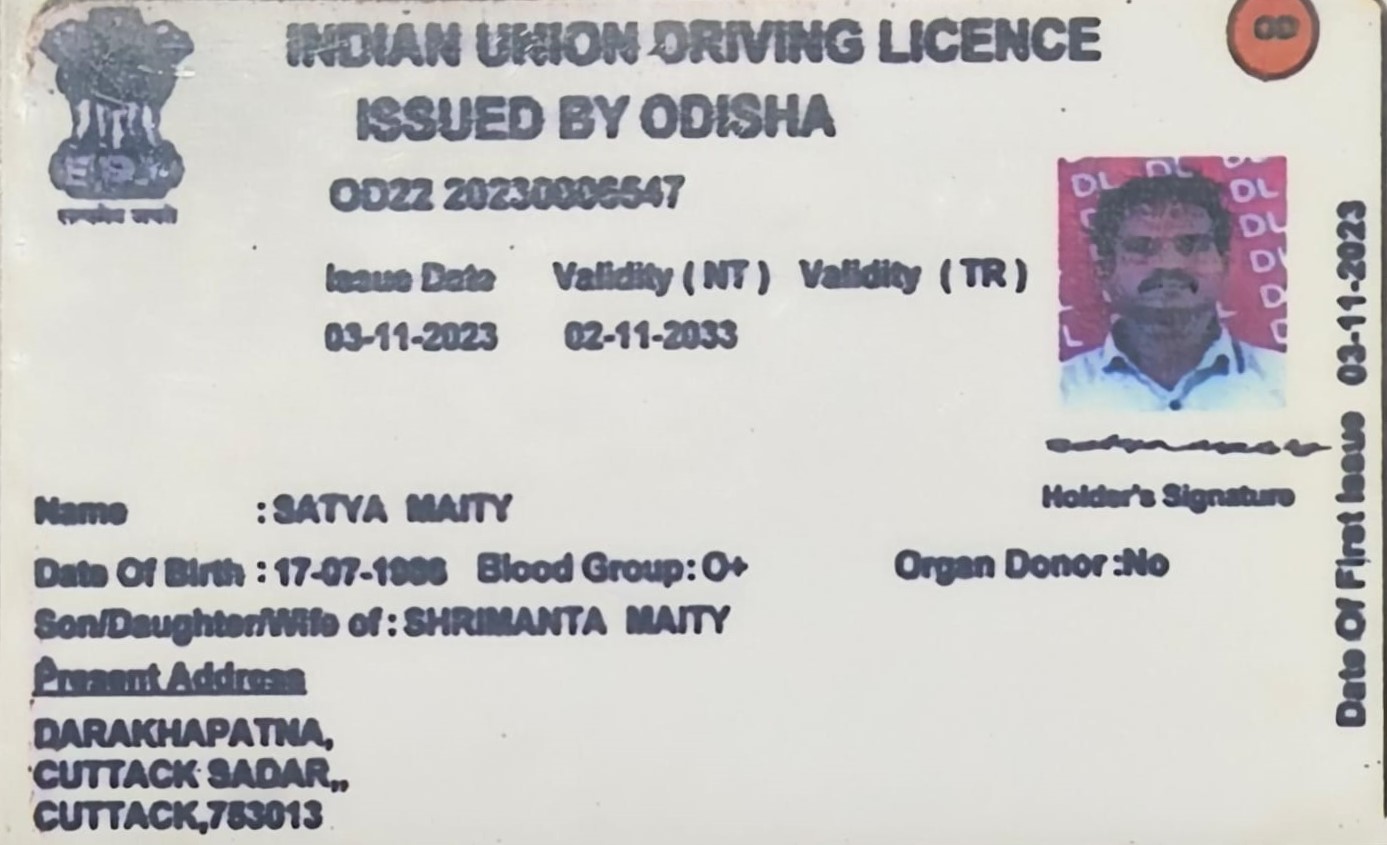 INDIAN UNION DRIVING LICENCE
OD
ISSUED BY ODISHA
Issue Date Validity ( NT ) Validity ( TR )
03-11-2023 02-11-2033
Date Of First Issue 03-11-2023
Holder's Signature
Name : SATYA MAITY
Date Of Birth : Blood Group: O+ Organ Donor :No
Son/Daughter/Wife of : SHRIMANTA MAITY
Present Address
DARAKHAPATNA,
CUTTACK SADAR,,
CUTTACK,753013